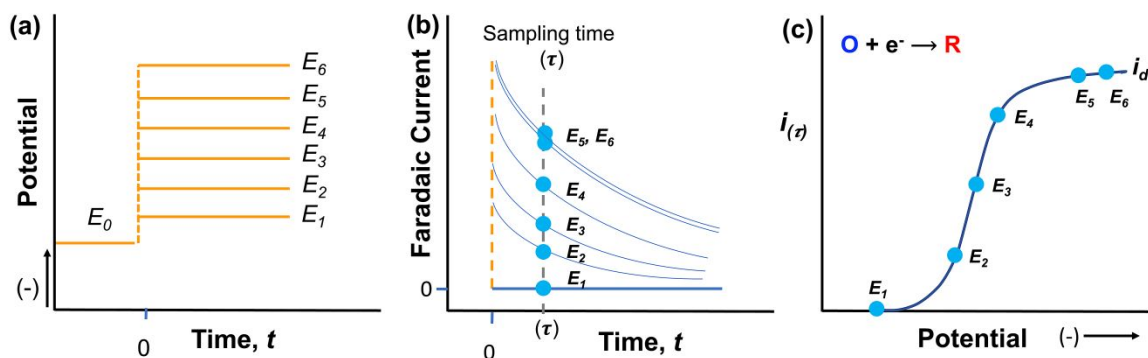 (a)
Potential
(-)
E0
E6
E5
E4
E3
E2
E1
0
Time, t
(b)
Faradaic Current
Sampling time
(τ)
E5, E6
E4
E3
E2
E1
0
(τ)
0
Time, t
(c)
O + e- → R
i(τ)
id
E1
E2
E3
E4
E5
E6
Potential (-)